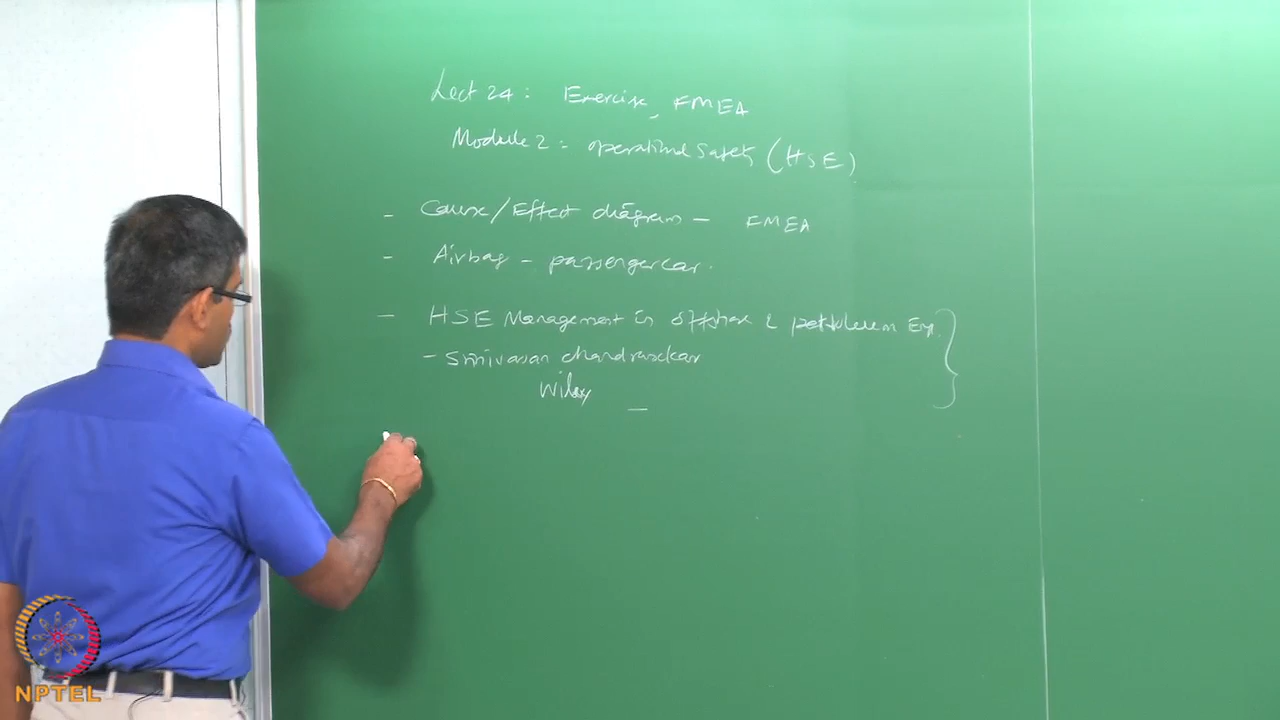 Lect 24: Exercise, FMEA
Module 2: operational safety (HSE)
- Cause/Effect diagram - FMEA
- Airbag - passenger car.
- HSE Management in offshore & petroleum Eng.
- Srinivasan chandrasekar
Wiley
NPTEL